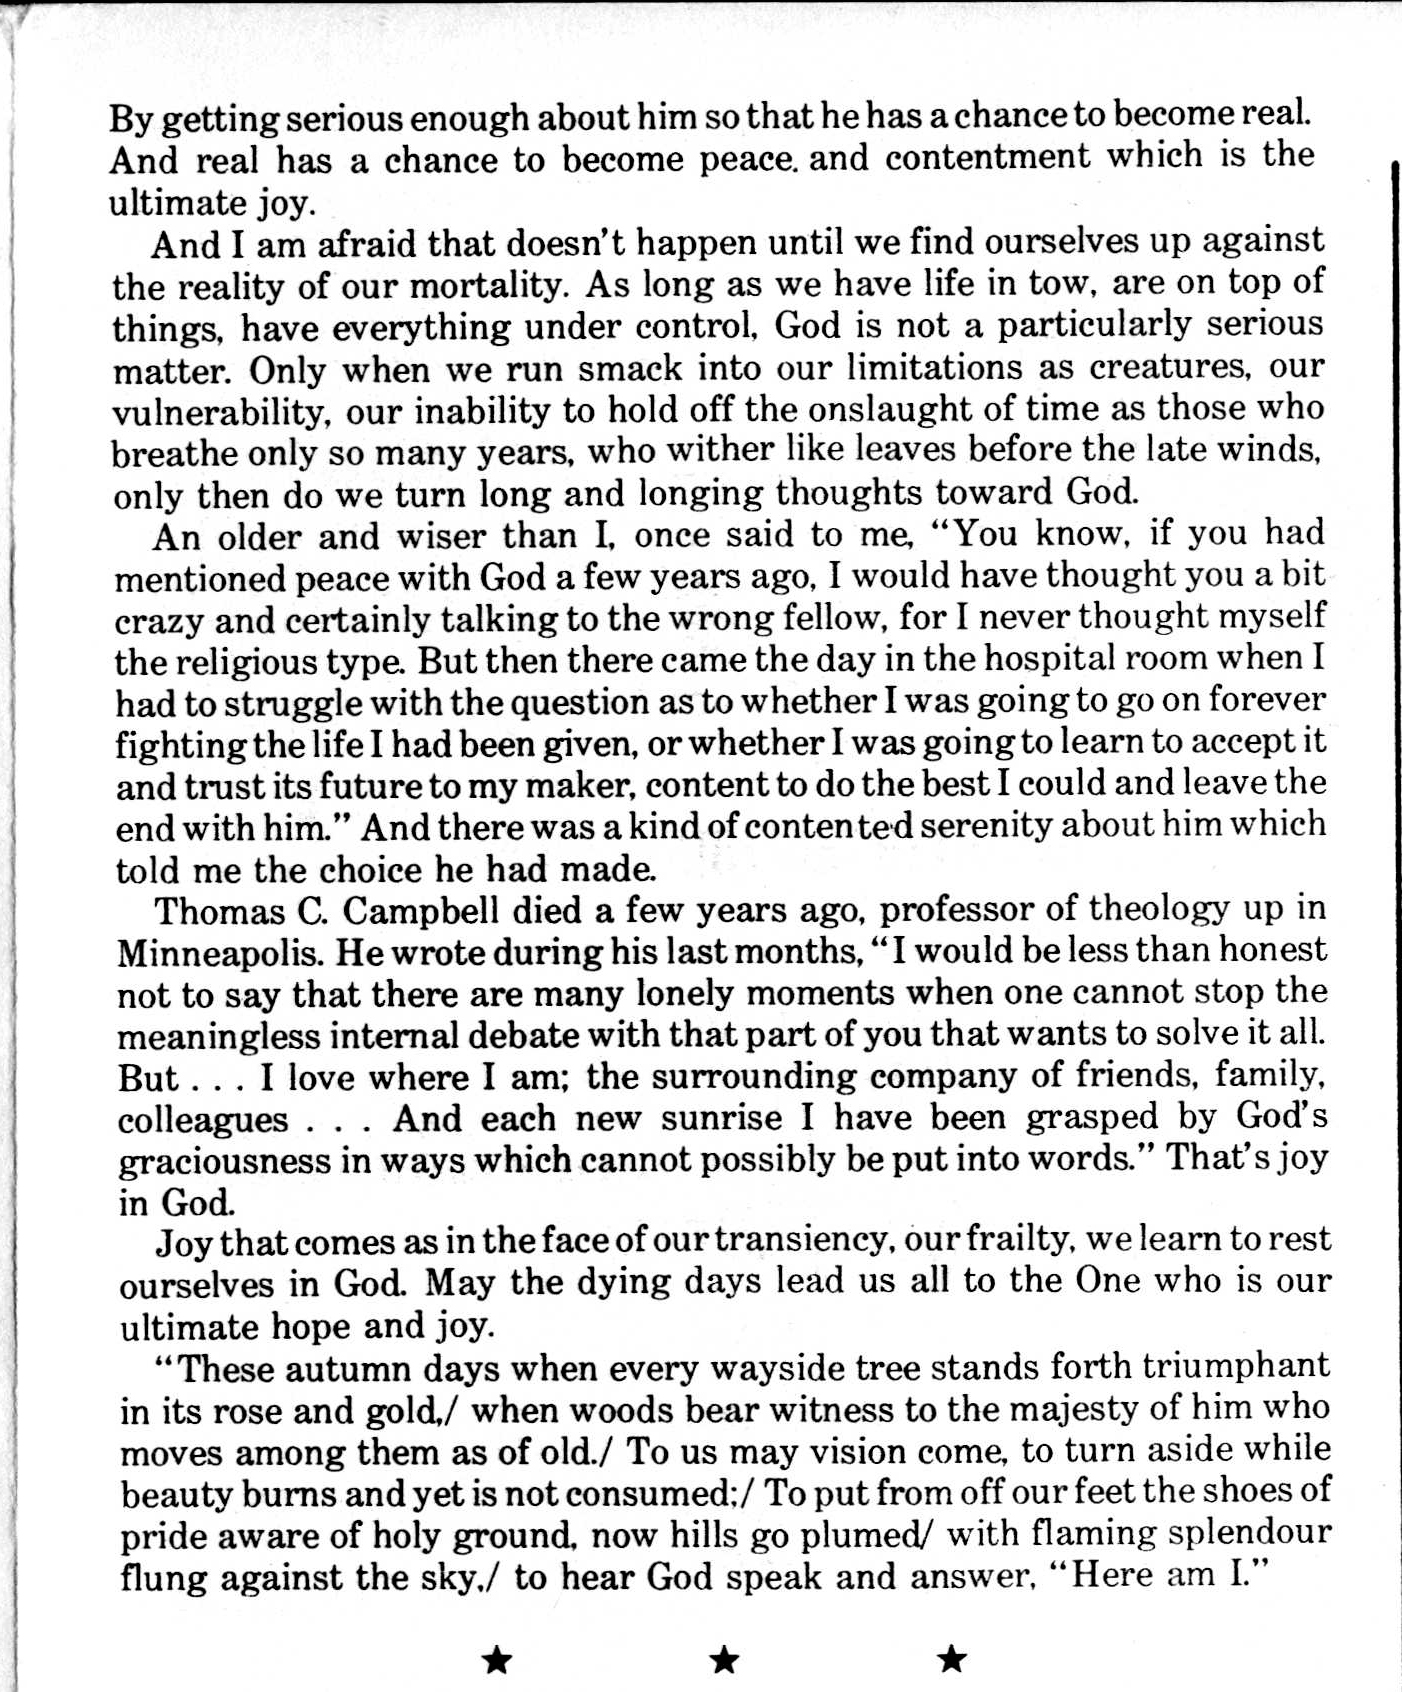 By getting serious enough about him so that he has a chance to become real.
And real has a chance to become peace. and contentment which is the
ultimate joy.
And I am afraid that doesn't happen until we find ourselves up against
the reality of our mortality. As long as we have life in tow, are on top of
things, have everything under control, God is not a particularly serious
matter. Only when we run smack into our limitations as creatures, our
vulnerability, our inability to hold off the onslaught of time as those who
breathe only so many years, who wither like leaves before the late winds,
only then do we turn long and longing thoughts toward God.
An older and wiser than I, once said to me, “You know, if you had
mentioned peace with God a few years ago, I would have thought you a bit
crazy and certainly talking to the wrong fellow, for I never thought myself
the religious type. But then there came the day in the hospital room when I
had to struggle with the question as to whether I was going to go on forever
fighting the life I had been given, or whether I was going to learn to accept it
and trust its future to my maker, content to do the best I could and leave the
end with him.” And there was a kind of contented serenity about him which
told me the choice he had made.
Thomas C. Campbell died a few years ago, professor of theology up in
Minneapolis. He wrote during his last months, “I would be less than honest
not to say that there are many lonely moments when one cannot stop the
meaningless internal debate with that part of you that wants to solve it all.
But . . . I love where I am; the surrounding company of friends, family,
colleagues . . . And each new sunrise I have been grasped by God's
graciousness in ways which cannot possibly be put into words.” That's joy
in God.
Joy that comes as in the face of our transiency, our frailty, we learn to rest
ourselves in God. May the dying days lead us all to the One who is our
ultimate hope and joy.
“These autumn days when every wayside tree stands forth triumphant
in its rose and gold,/ when woods bear witness to the majesty of him who
moves among them as of old./ To us may vision come, to turn aside while
beauty burns and yet is not consumed;/ To put from off our feet the shoes of
pride aware of holy ground, now hills go plumed/ with flaming splendour
flung against the sky,/ to hear God speak and answer, “Here am I.”
★ ★ ★